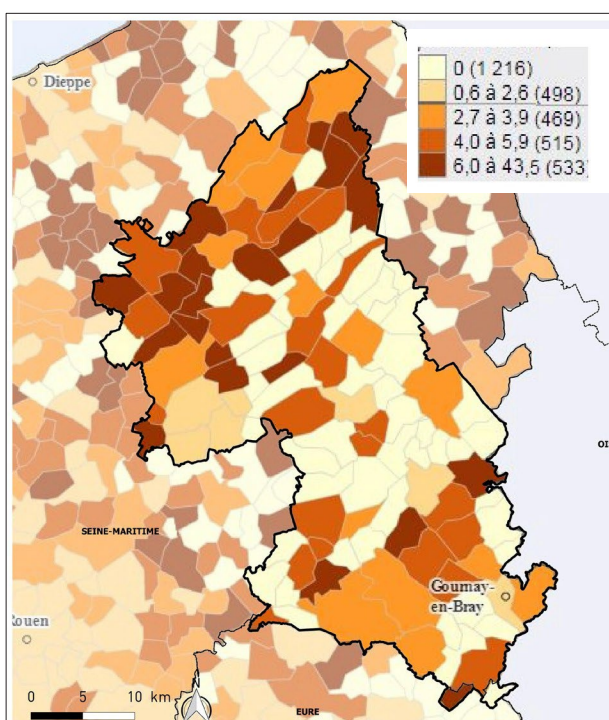 0 (1 216)
0,6 à 2,6 (498)
2,7 à 3,9 (469)
4,0 à 5,9 (515)
6,0 à 43,5 (533)
Dieppe
OI
SEINE-MARITIME
Gournay-
en-Bray
Rouen
N
0 5 10 km
EURE